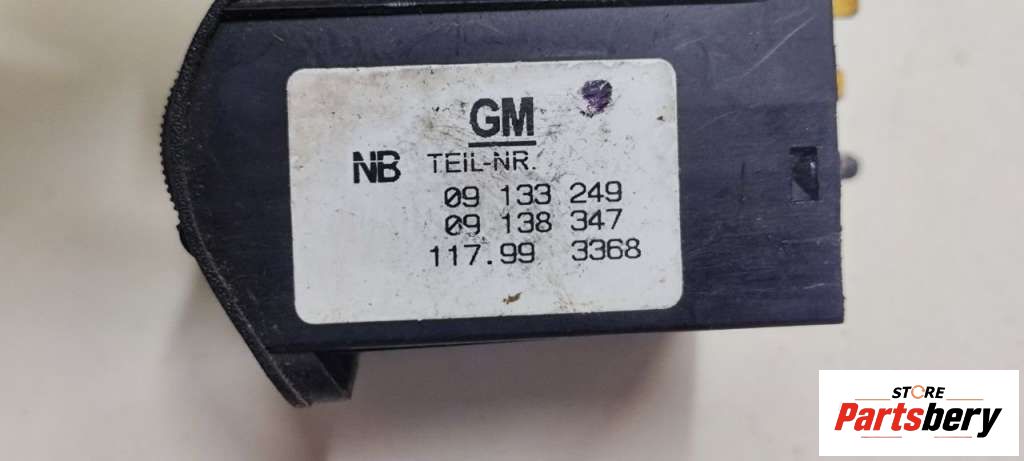 GM
NB TEIL-NR.
09 133 249
09 138 347
117.99 3368
STORE
Partsbery